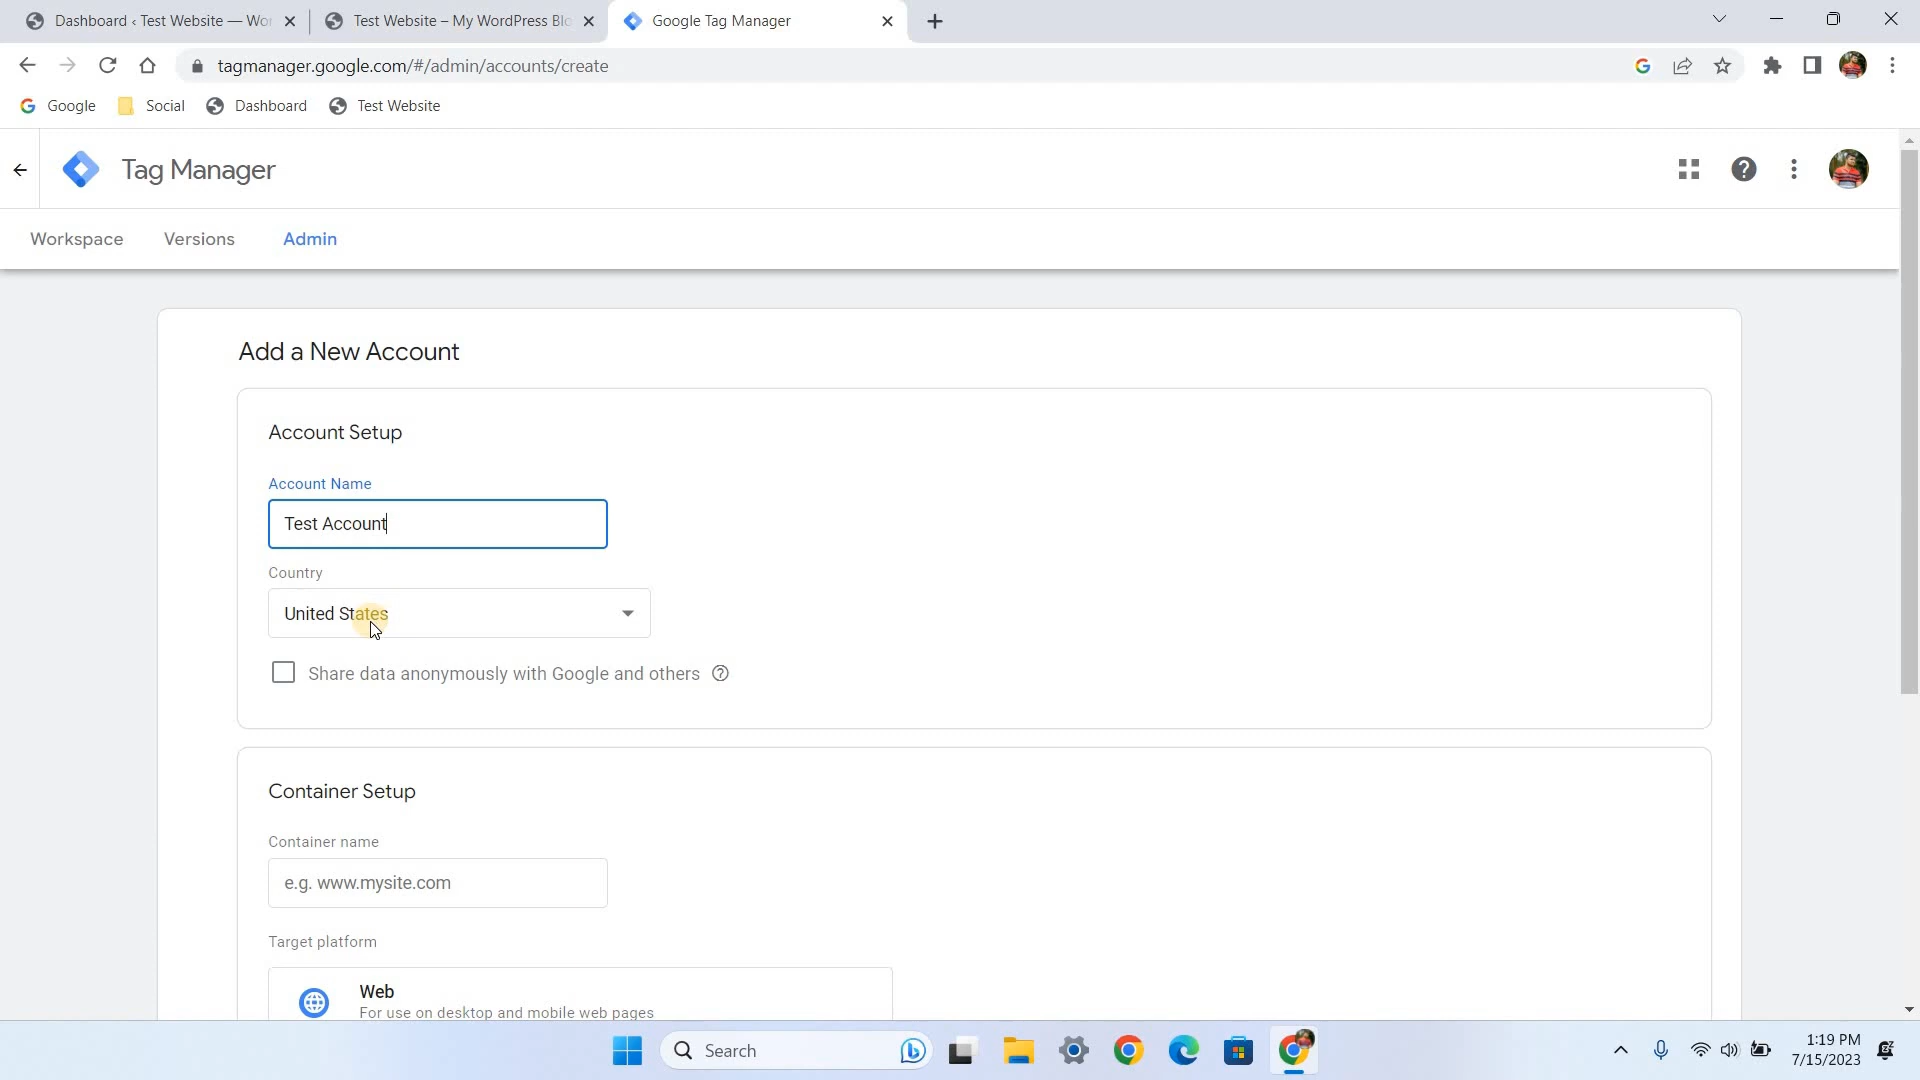 Dashboard ‹ Test Website — Wor
Test Website – My WordPress Blo
Google Tag Manager
tagmanager.google.com/#/admin/accounts/create
Google
Social
Dashboard
Test Website
Tag Manager
Workspace
Versions
Admin
Add a New Account
Account Setup
Account Name
Test Account
Country
United States
Share data anonymously with Google and others
Container Setup
Container name
e.g. www.mysite.com
Target platform
Web
For use on desktop and mobile web pages
Search
1:19 PM
7/15/2023